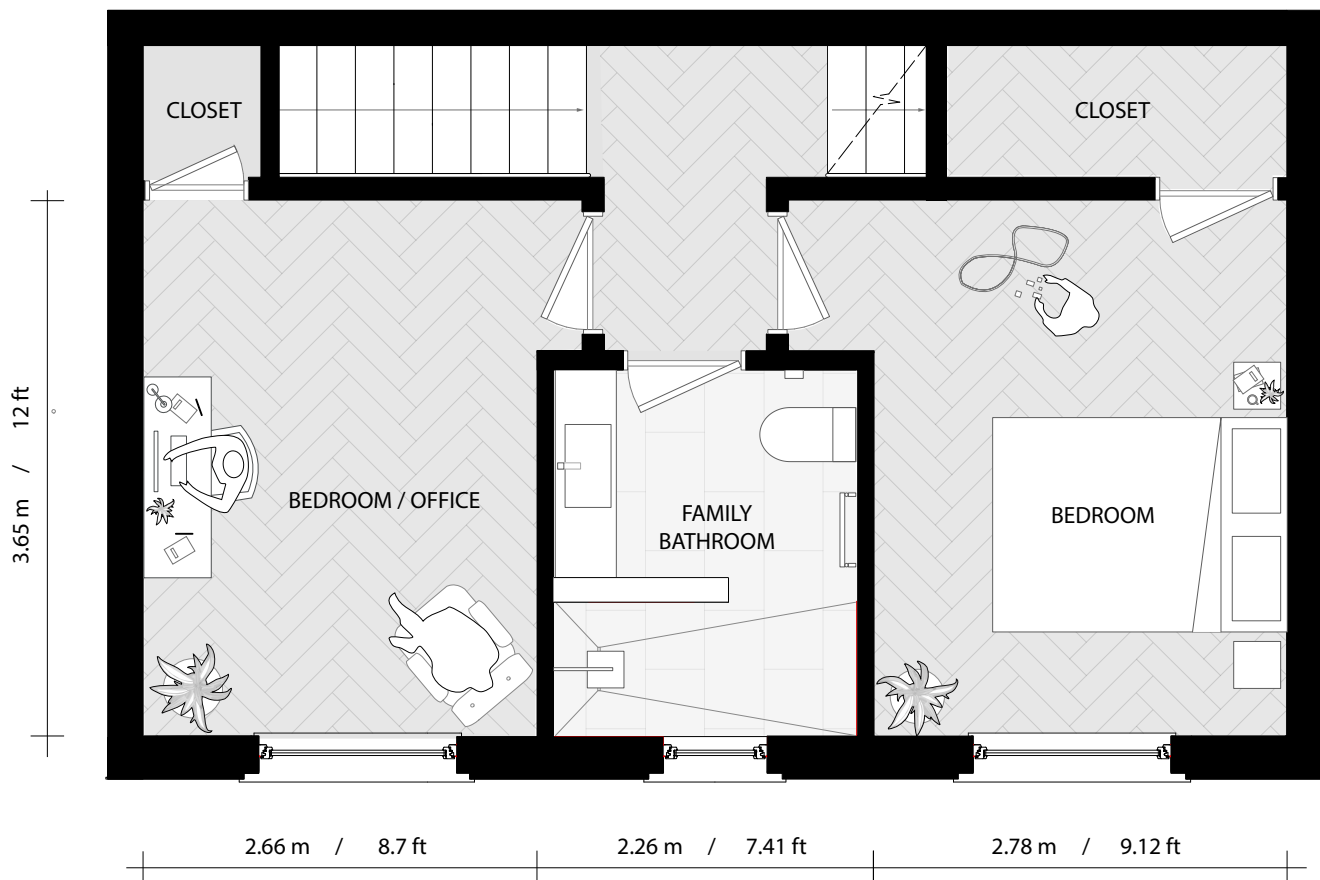 CLOSET
CLOSET
12 ft
/
3.65 m
BEDROOM / OFFICE
FAMILY
BATHROOM
BEDROOM
2.66 m / 8.7 ft
2.26 m / 7.41 ft
2.78 m / 9.12 ft